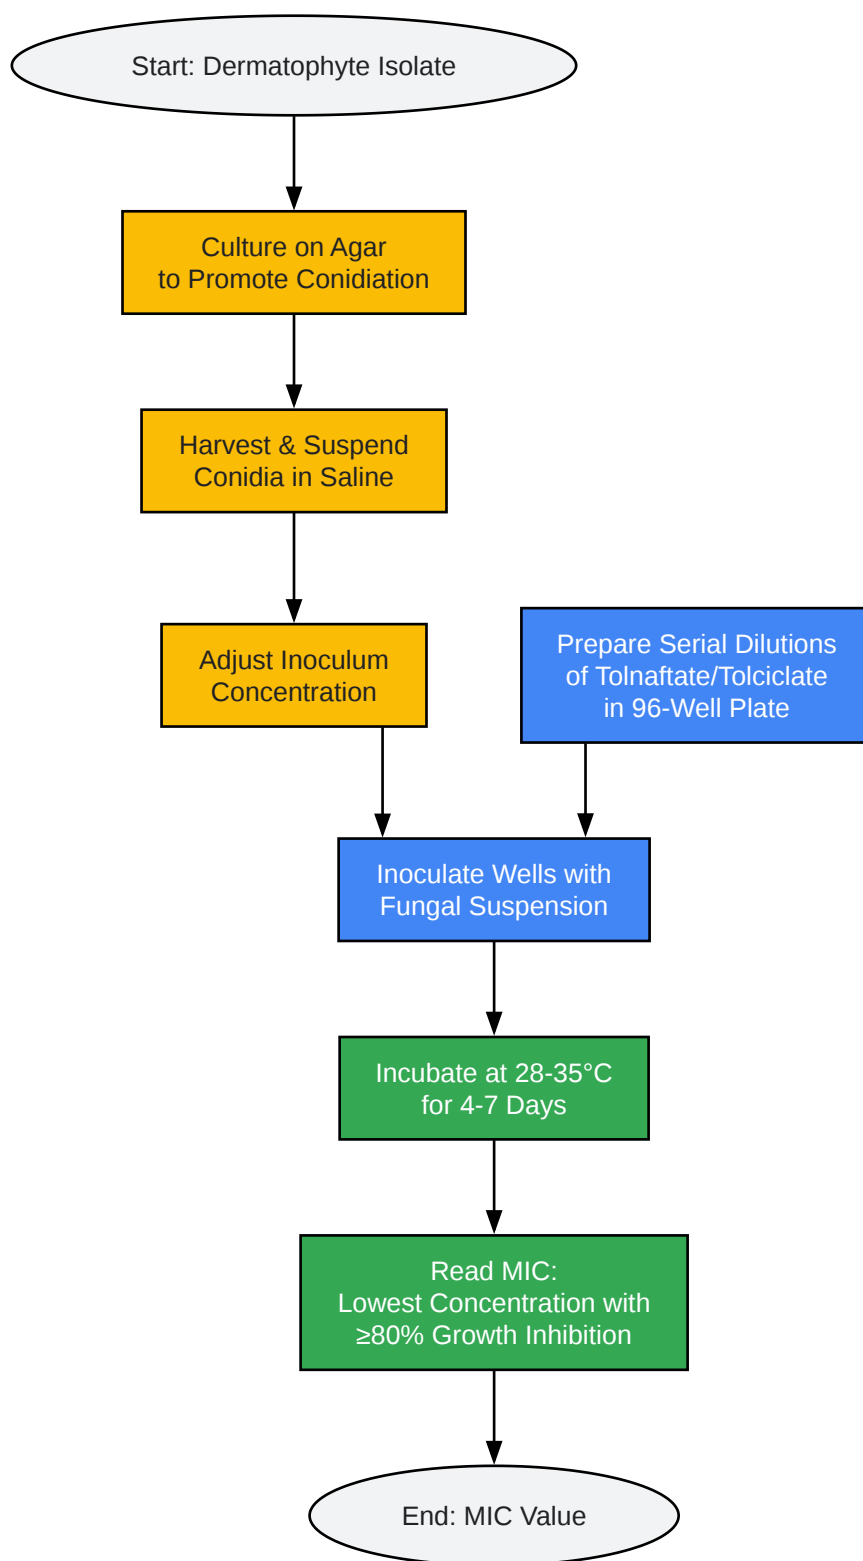 Start: Dermatophyte Isolate
Culture on Agar
to Promote Conidiation
Harvest & Suspend
Conidia in Saline
Adjust Inoculum
Concentration
Prepare Serial Dilutions
of Tolnaftate/Tolciclate
in 96-Well Plate
Inoculate Wells with
Fungal Suspension
Incubate at 28-35°C
for 4-7 Days
Read MIC:
Lowest Concentration with
≥80% Growth Inhibition
End: MIC Value